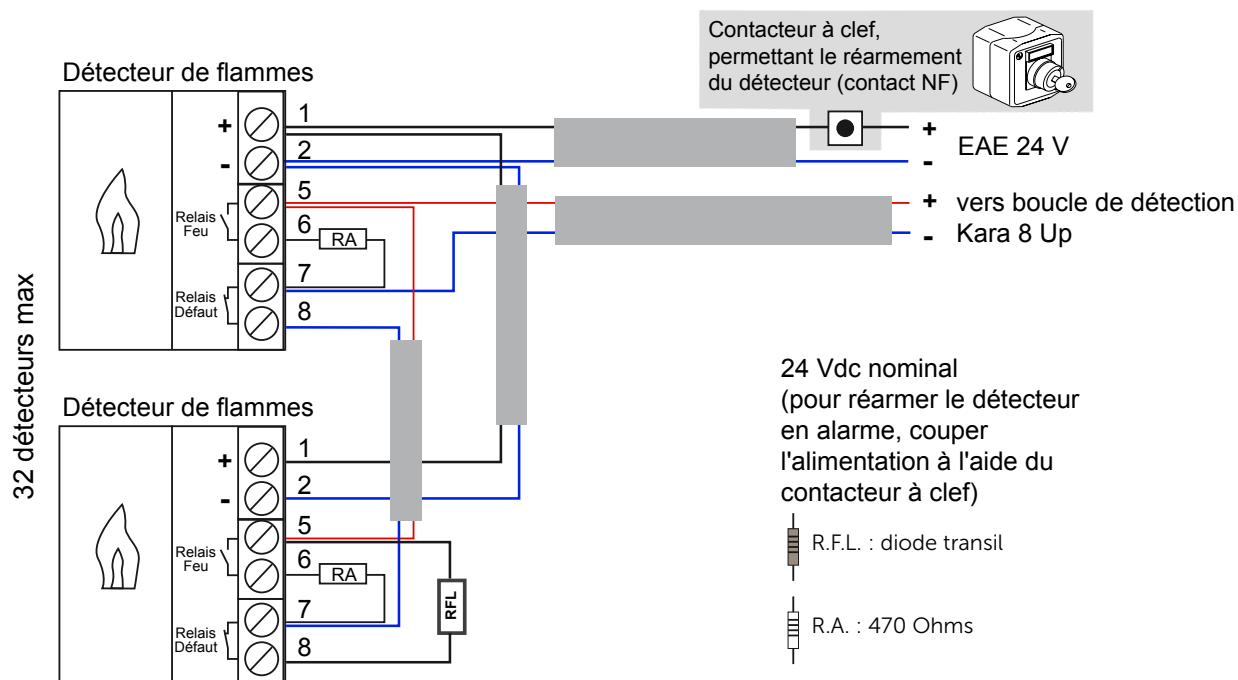 Contacteur à clef,
permettant le réarmement
du détecteur (contact NF)
Détecteur de flammes
+
-
1
2
5
6
7
8
Relais
Feu
Relais
Défaut
RA
+
-
EAE 24 V
+
-
vers boucle de détection
Kara 8 Up
32 détecteurs max
Détecteur de flammes
+
-
1
2
5
6
7
8
Relais
Feu
Relais
Défaut
RA
RFL
24 Vdc nominal
(pour réarmer le détecteur
en alarme, couper
l'alimentation à l'aide du
contacteur à clef)
R.F.L. : diode transil
R.A. : 470 Ohms